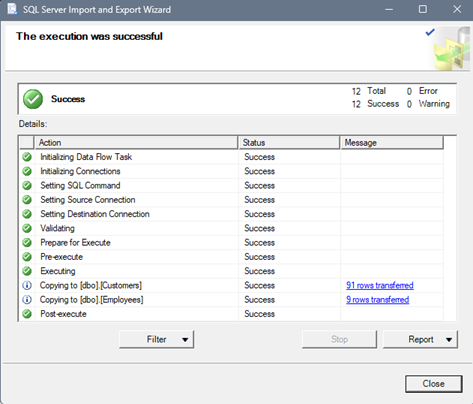 SQL Server Import and Export Wizard
The execution was successful
Success
12 Total 0 Error
12 Success 0 Warning
Details:
Action Status Message
Initializing Data Flow Task Success
Initializing Connections Success
Setting SQL Command Success
Setting Source Connection Success
Setting Destination Connection Success
Validating Success
Prepare for Execute Success
Pre-execute Success
Executing Success
Copying to [dbo].[Customers] Success 91 rows transferred
Copying to [dbo].[Employees] Success 9 rows transferred
Post-execute Success
Filter Stop Report
Close